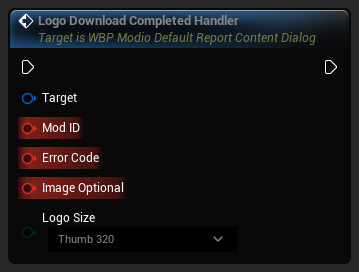 Logo Download Completed Handler
Target is WBP Modio Default Report Content Dialog
Target
Mod ID
Error Code
Image Optional
Logo Size
Thumb 320